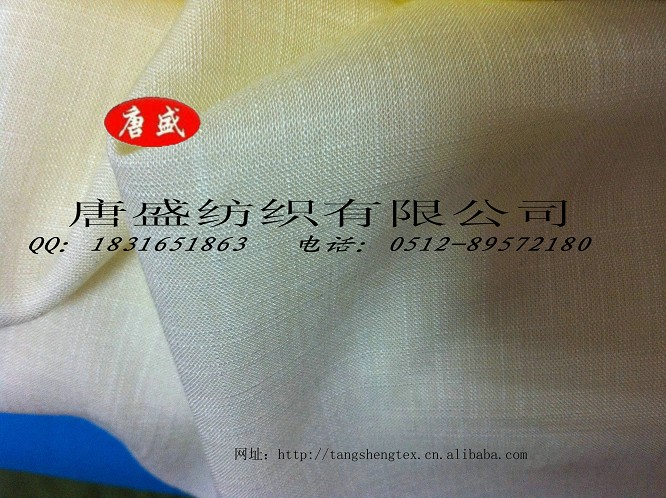 唐盛
唐盛纺织有限公司
QQ: 1831651863 电话: 0512-89572180
网址: http://tangshengtex.cn.alibaba.com